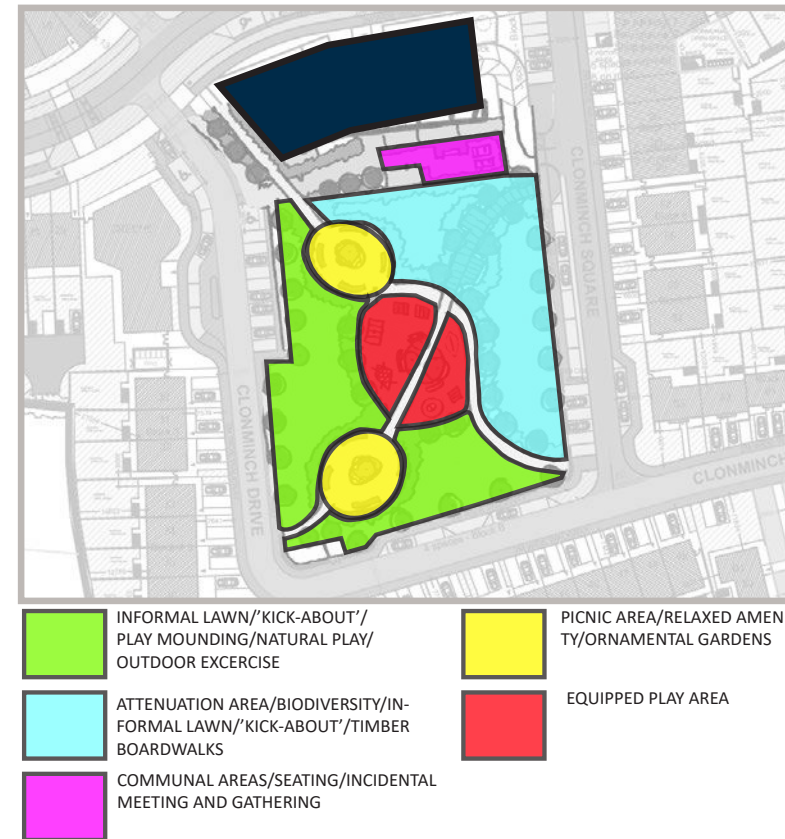 CLONMINCH SQUARE
CLONMINCH DRIVE
CLONMINCH
INFORMAL LAWN/'KICK-ABOUT'/
PLAY MOUNDING/NATURAL PLAY/
OUTDOOR EXCERCISE
PICNIC AREA/RELAXED AMEN
TY/ORNAMENTAL GARDENS
ATTENUATION AREA/BIODIVERSITY/IN-
FORMAL LAWN/'KICK-ABOUT'/TIMBER
BOARDWALKS
EQUIPPED PLAY AREA
COMMUNAL AREAS/SEATING/INCIDENTAL
MEETING AND GATHERING